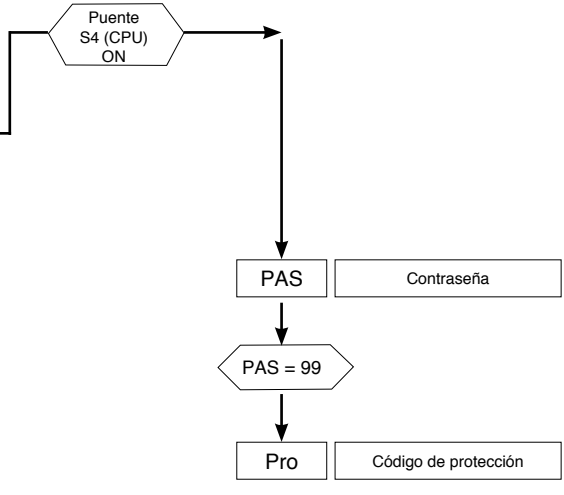 Puente
S4 (CPU)
ON
PAS
Contraseña
PAS = 99
Pro
Código de protección